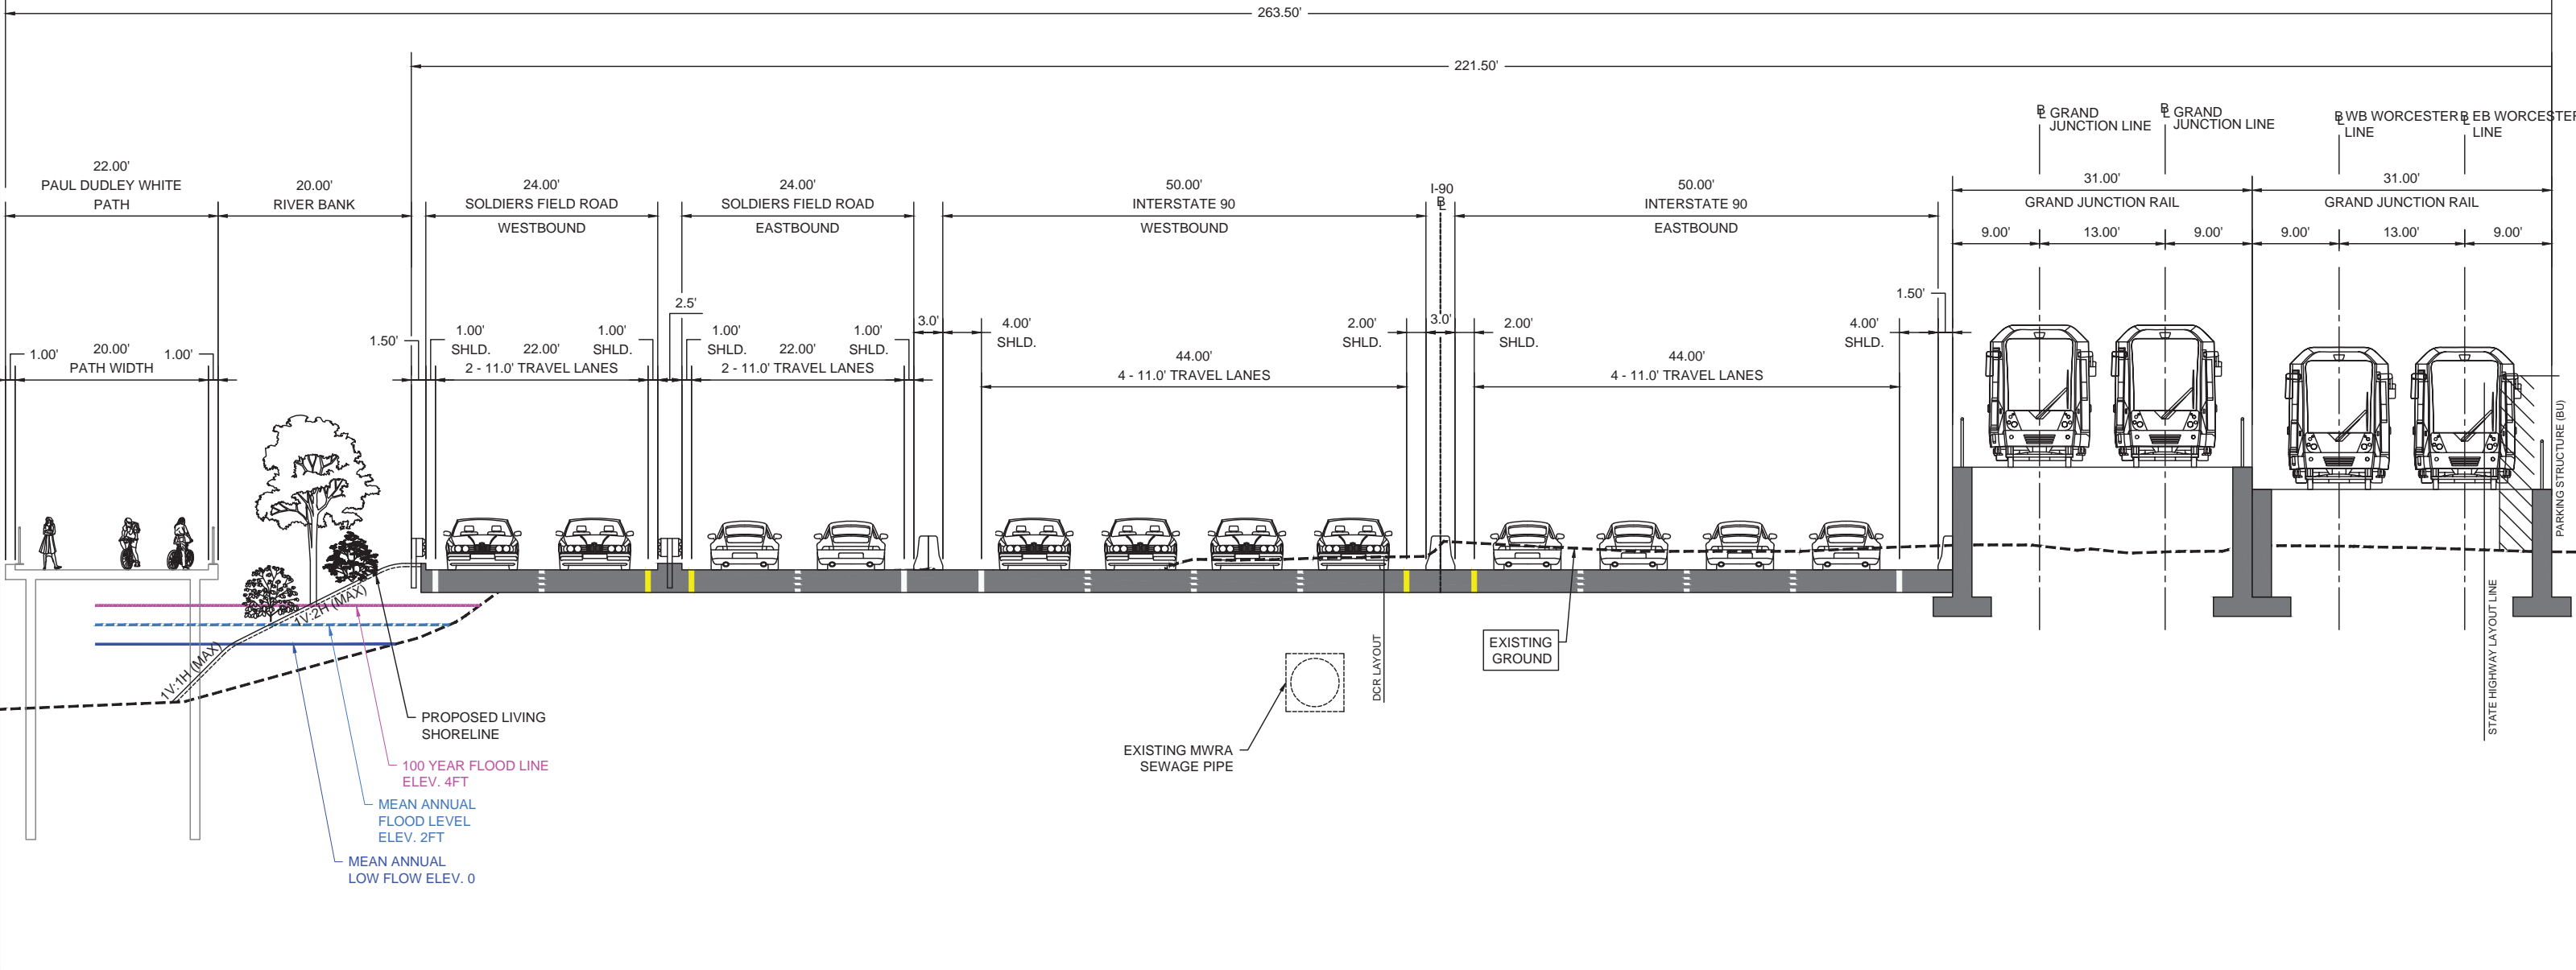 263.50'
221.50'
B GRAND
L JUNCTION LINE
B GRAND
L JUNCTION LINE
B WB WORCESTER
L LINE
B EB WORCESTER
L LINE
22.00'
PAUL DUDLEY WHITE
PATH
20.00'
RIVER BANK
24.00'
SOLDIERS FIELD ROAD
WESTBOUND
24.00'
SOLDIERS FIELD ROAD
EASTBOUND
50.00'
INTERSTATE 90
WESTBOUND
I-90
B
L
50.00'
INTERSTATE 90
EASTBOUND
31.00'
GRAND JUNCTION RAIL
31.00'
GRAND JUNCTION RAIL
9.00'
13.00'
9.00'
9.00'
13.00'
9.00'
1.00'
20.00'
PATH WIDTH
1.00'
1.50'
1.00'
SHLD.
22.00'
2 - 11.0' TRAVEL LANES
1.00'
SHLD.
2.5'
1.00'
SHLD.
22.00'
2 - 11.0' TRAVEL LANES
1.00'
SHLD.
3.0'
4.00'
SHLD.
44.00'
4 - 11.0' TRAVEL LANES
2.00'
SHLD.
3.0'
2.00'
SHLD.
44.00'
4 - 11.0' TRAVEL LANES
4.00'
SHLD.
1.50'
PARKING STRUCTURE (BU)
1V:2H (MAX)
1V:1H (MAX)
EXISTING
GROUND
DCR LAYOUT
STATE HIGHWAY LAYOUT LINE
PROPOSED LIVING
SHORELINE
EXISTING MWRA
SEWAGE PIPE
100 YEAR FLOOD LINE
ELEV. 4FT
MEAN ANNUAL
FLOOD LEVEL
ELEV. 2FT
MEAN ANNUAL
LOW FLOW ELEV. 0